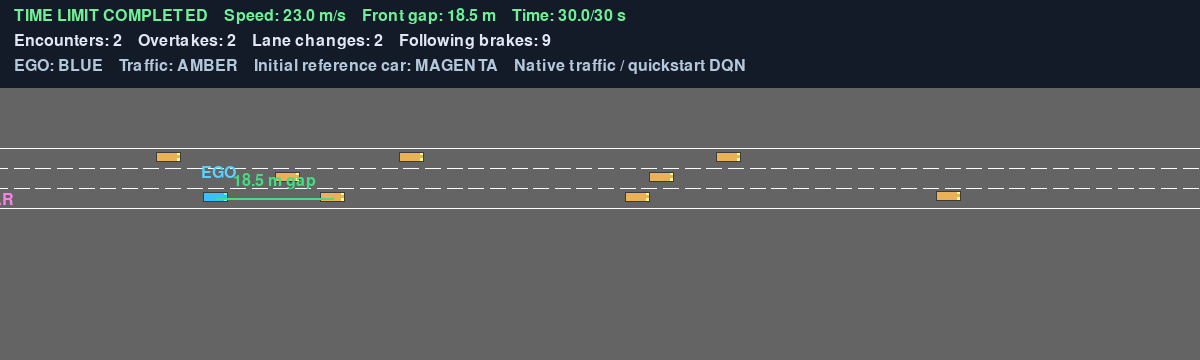 TIME LIMIT COMPLETED Speed: 23.0 m/s Front gap: 18.5 m Time: 30.0/30 s
Encounters: 2 Overtakes: 2 Lane changes: 2 Following brakes: 9
EGO: BLUE Traffic: AMBER Initial reference car: MAGENTA Native traffic / quickstart DQN
EGO
18.5 m gap
R